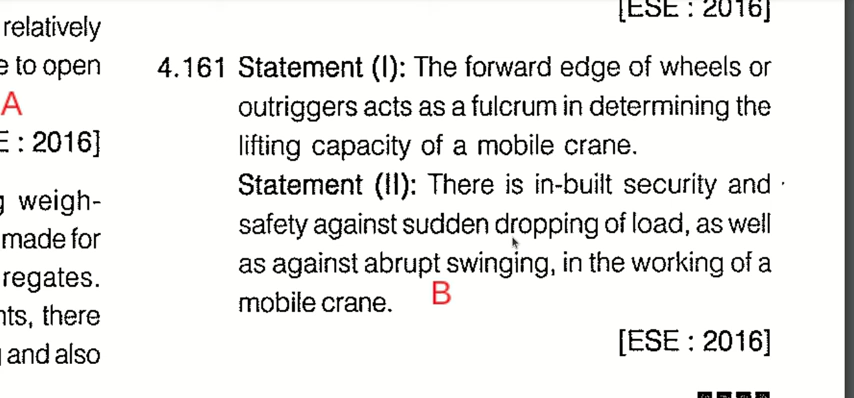 relatively
e to open
A
E : 2016]
g weigh-
made for
regates.
nts, there
and also
[ESE : 2016]
4.161 Statement (I): The forward edge of wheels or
outriggers acts as a fulcrum in determining the
lifting capacity of a mobile crane.
Statement (II): There is in-built security and
safety against sudden dropping of load, as well
as against abrupt swinging, in the working of a
mobile crane. B
[ESE : 2016]